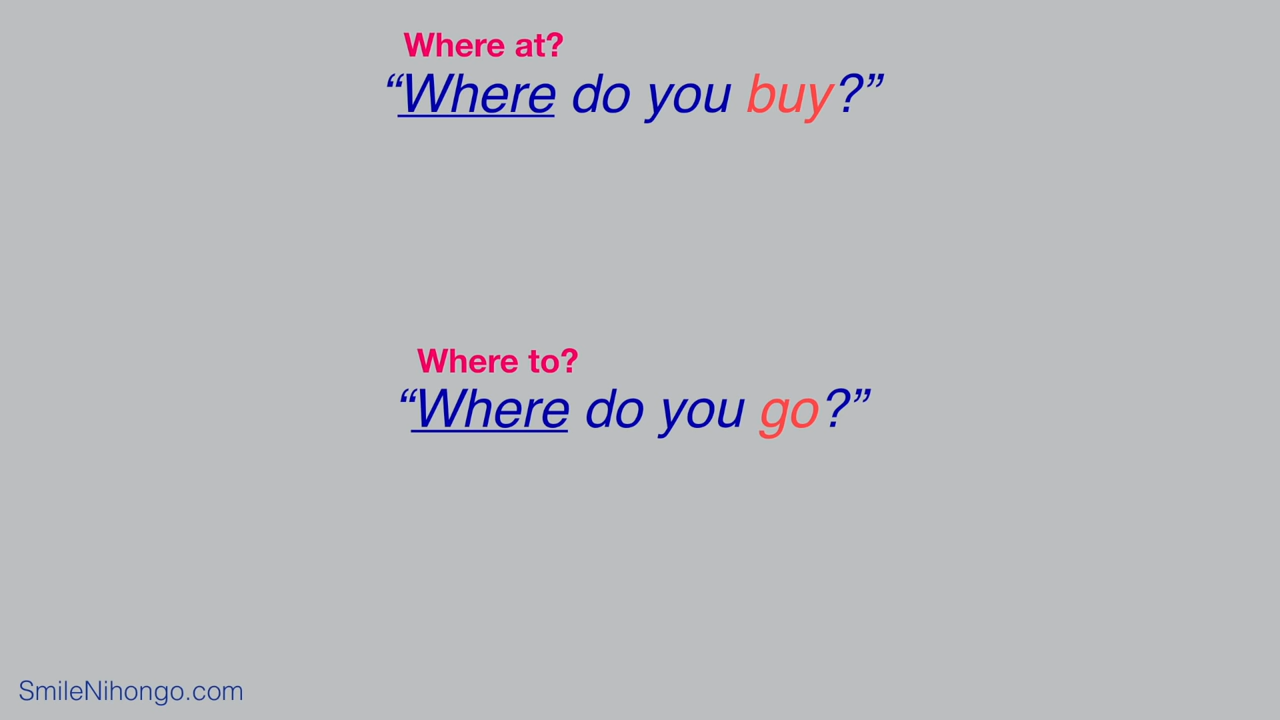 Where at?
“Where do you buy?”
Where to?
“Where do you go?”
SmileNihongo.com